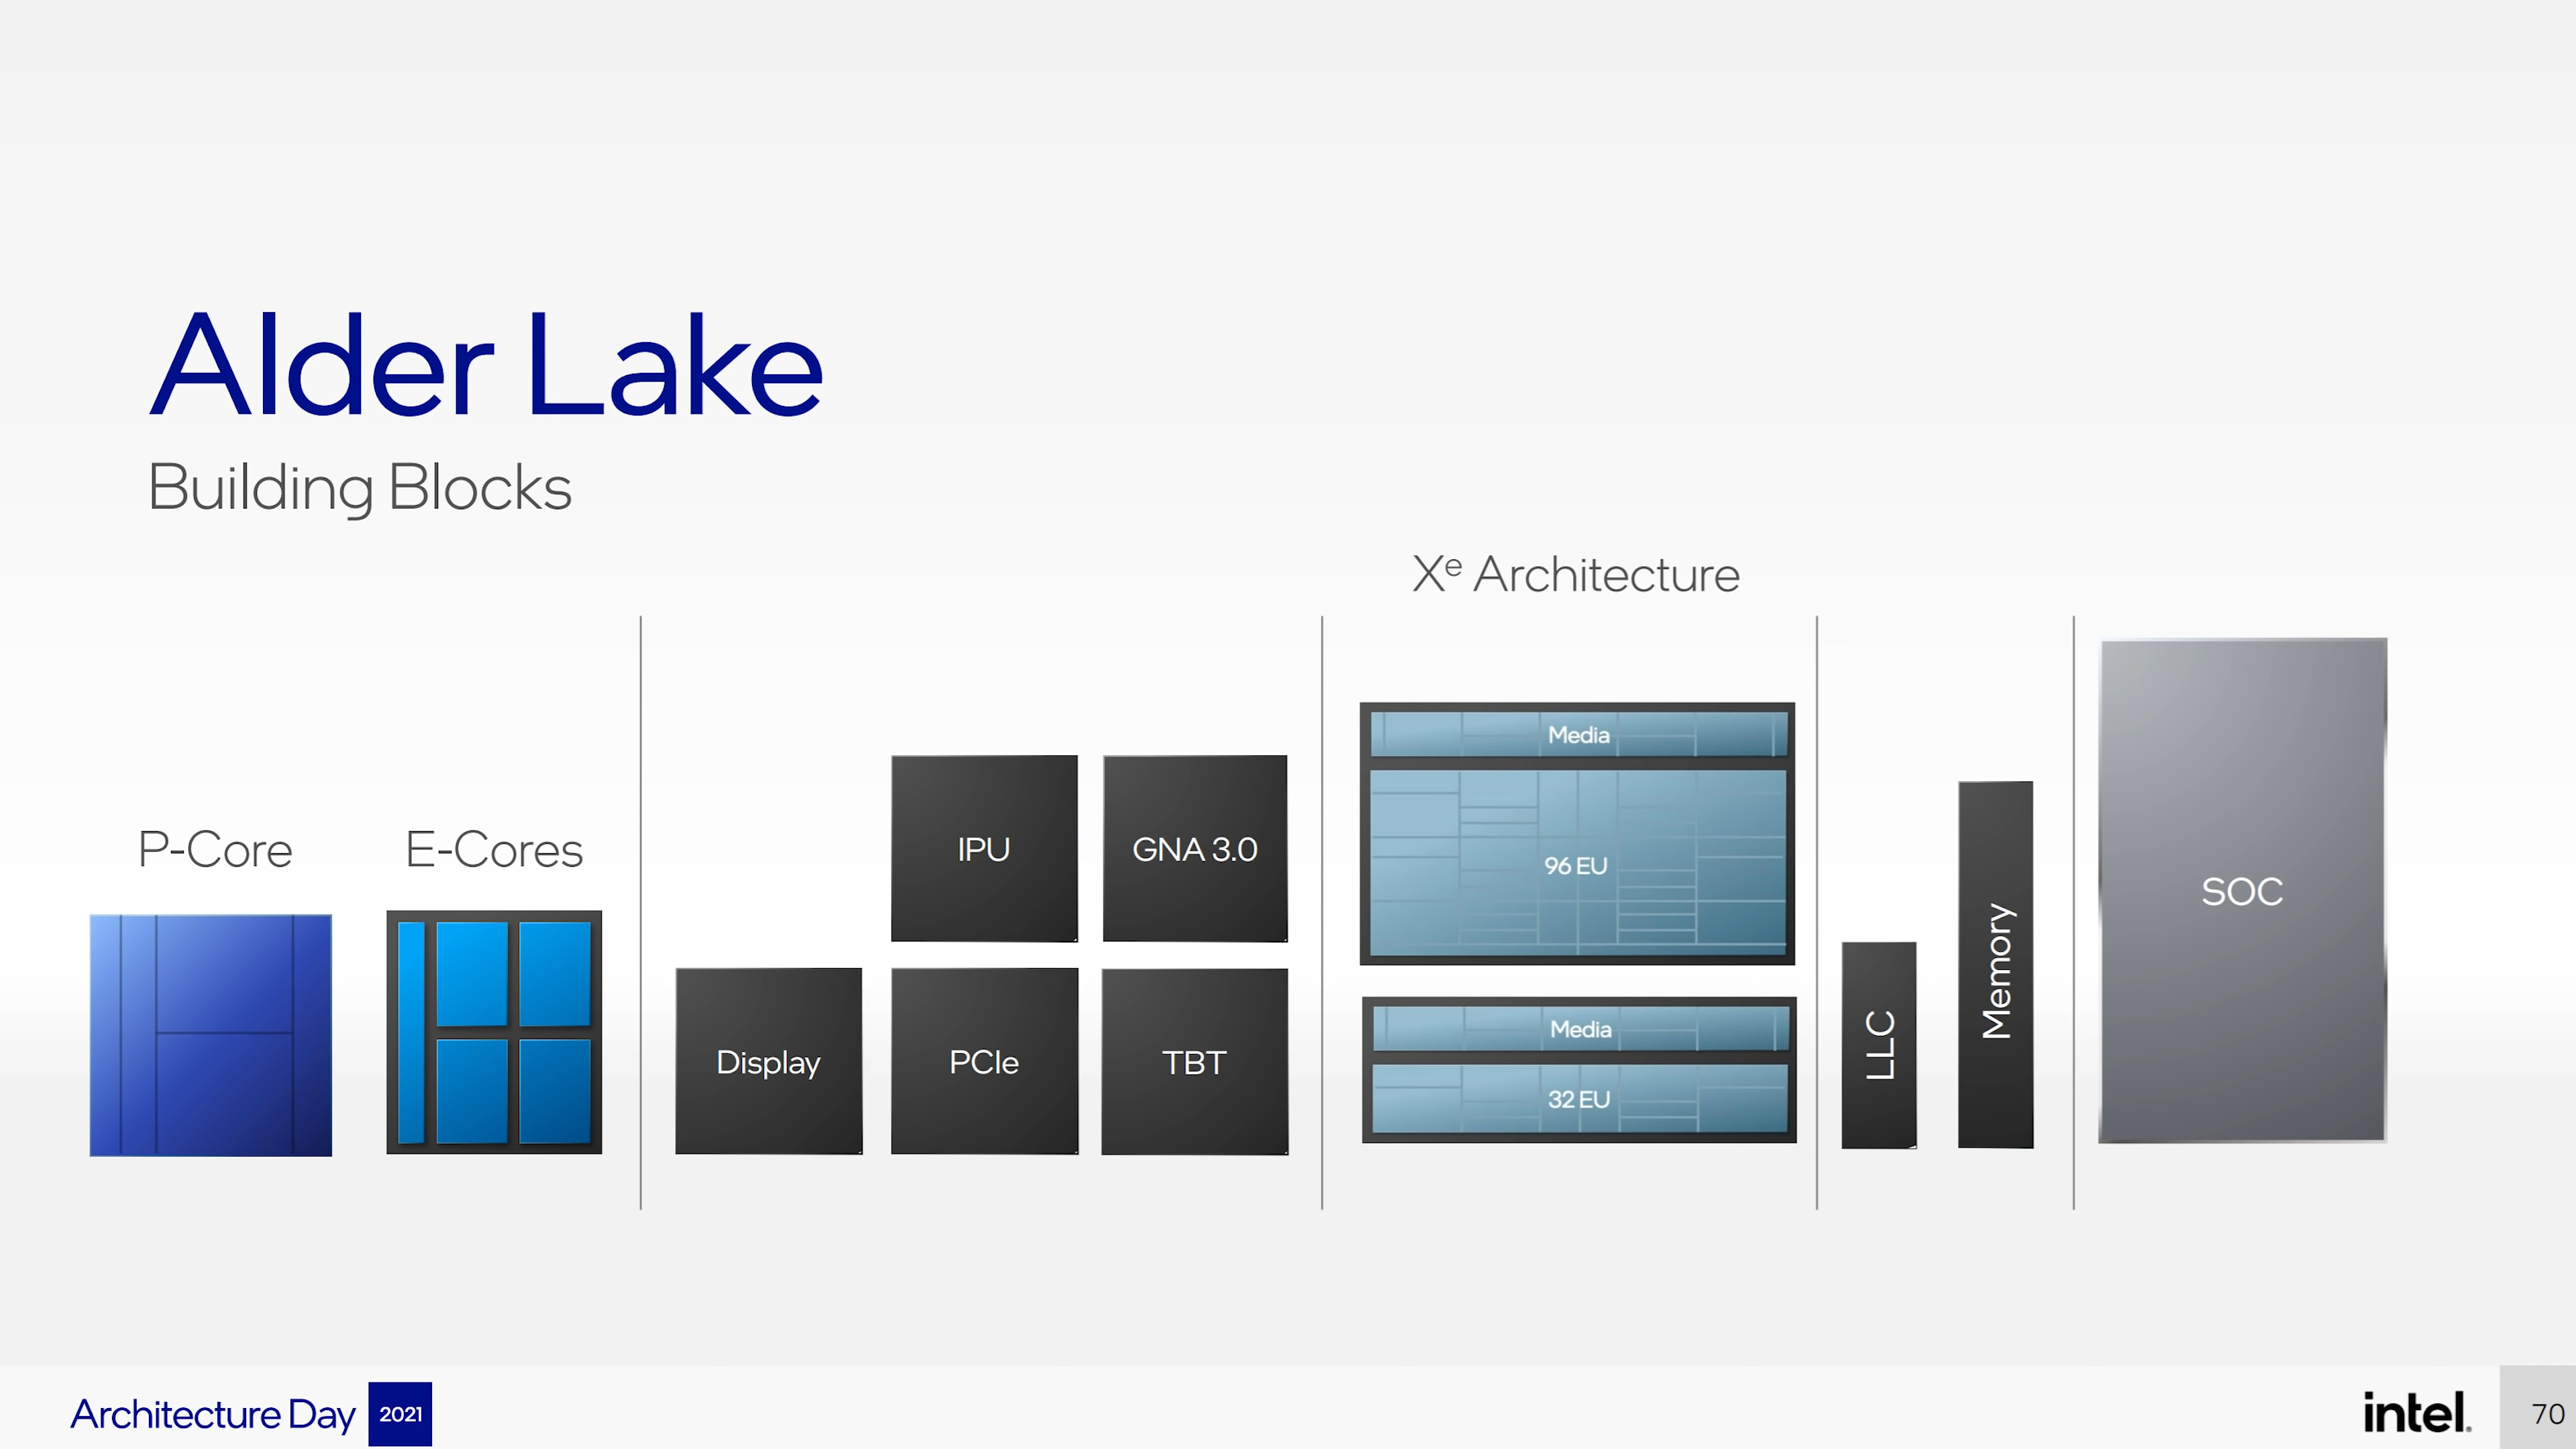 Alder Lake
Building Blocks
Xe Architecture
P-Core
E-Cores
IPU
GNA 3.0
Display
PCIe
TBT
Media
96 EU
Media
32 EU
LLC
Memory
SOC
Architecture Day 2021
intel.
70